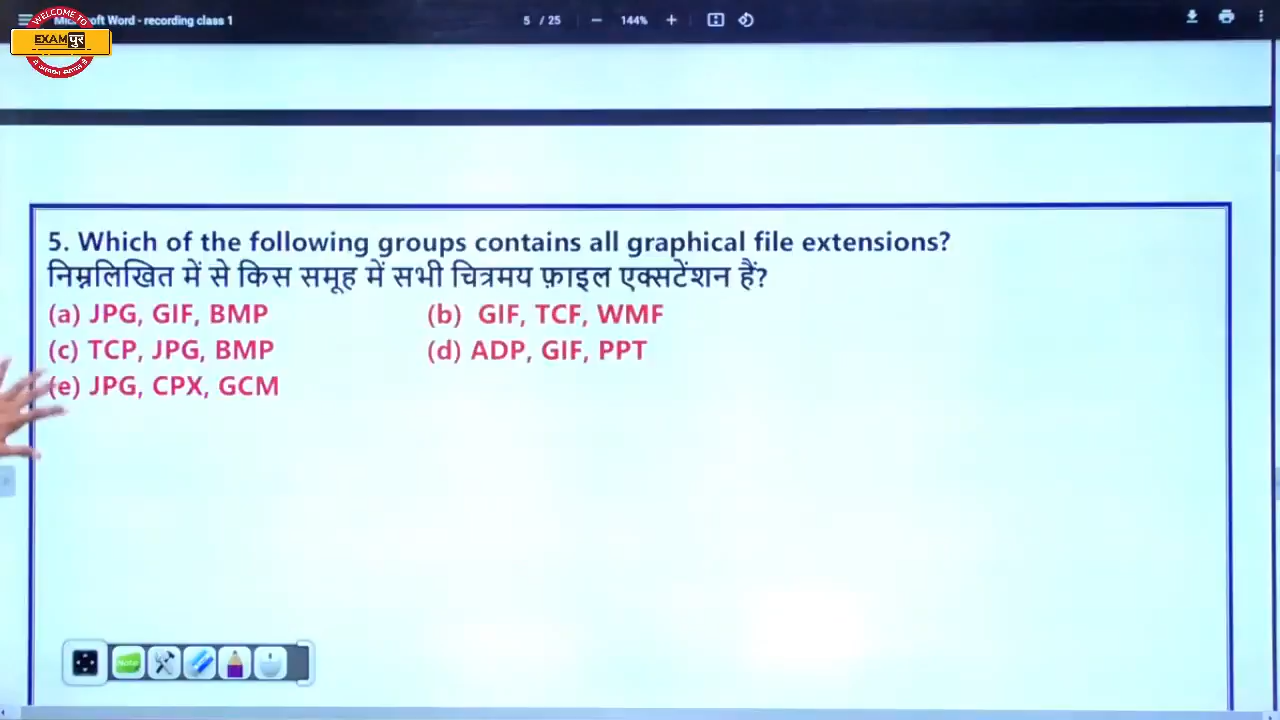 Microsoft Word - recording class 1
5 / 25
144%
WELCOME TO
EXAM पुर
5. Which of the following groups contains all graphical file extensions?
निम्नलिखित में से किस समूह में सभी चित्रमय फ़ाइल एक्सटेंशन हैं?
(a) JPG, GIF, BMP (b) GIF, TCF, WMF
(c) TCP, JPG, BMP (d) ADP, GIF, PPT
(e) JPG, CPX, GCM
Note